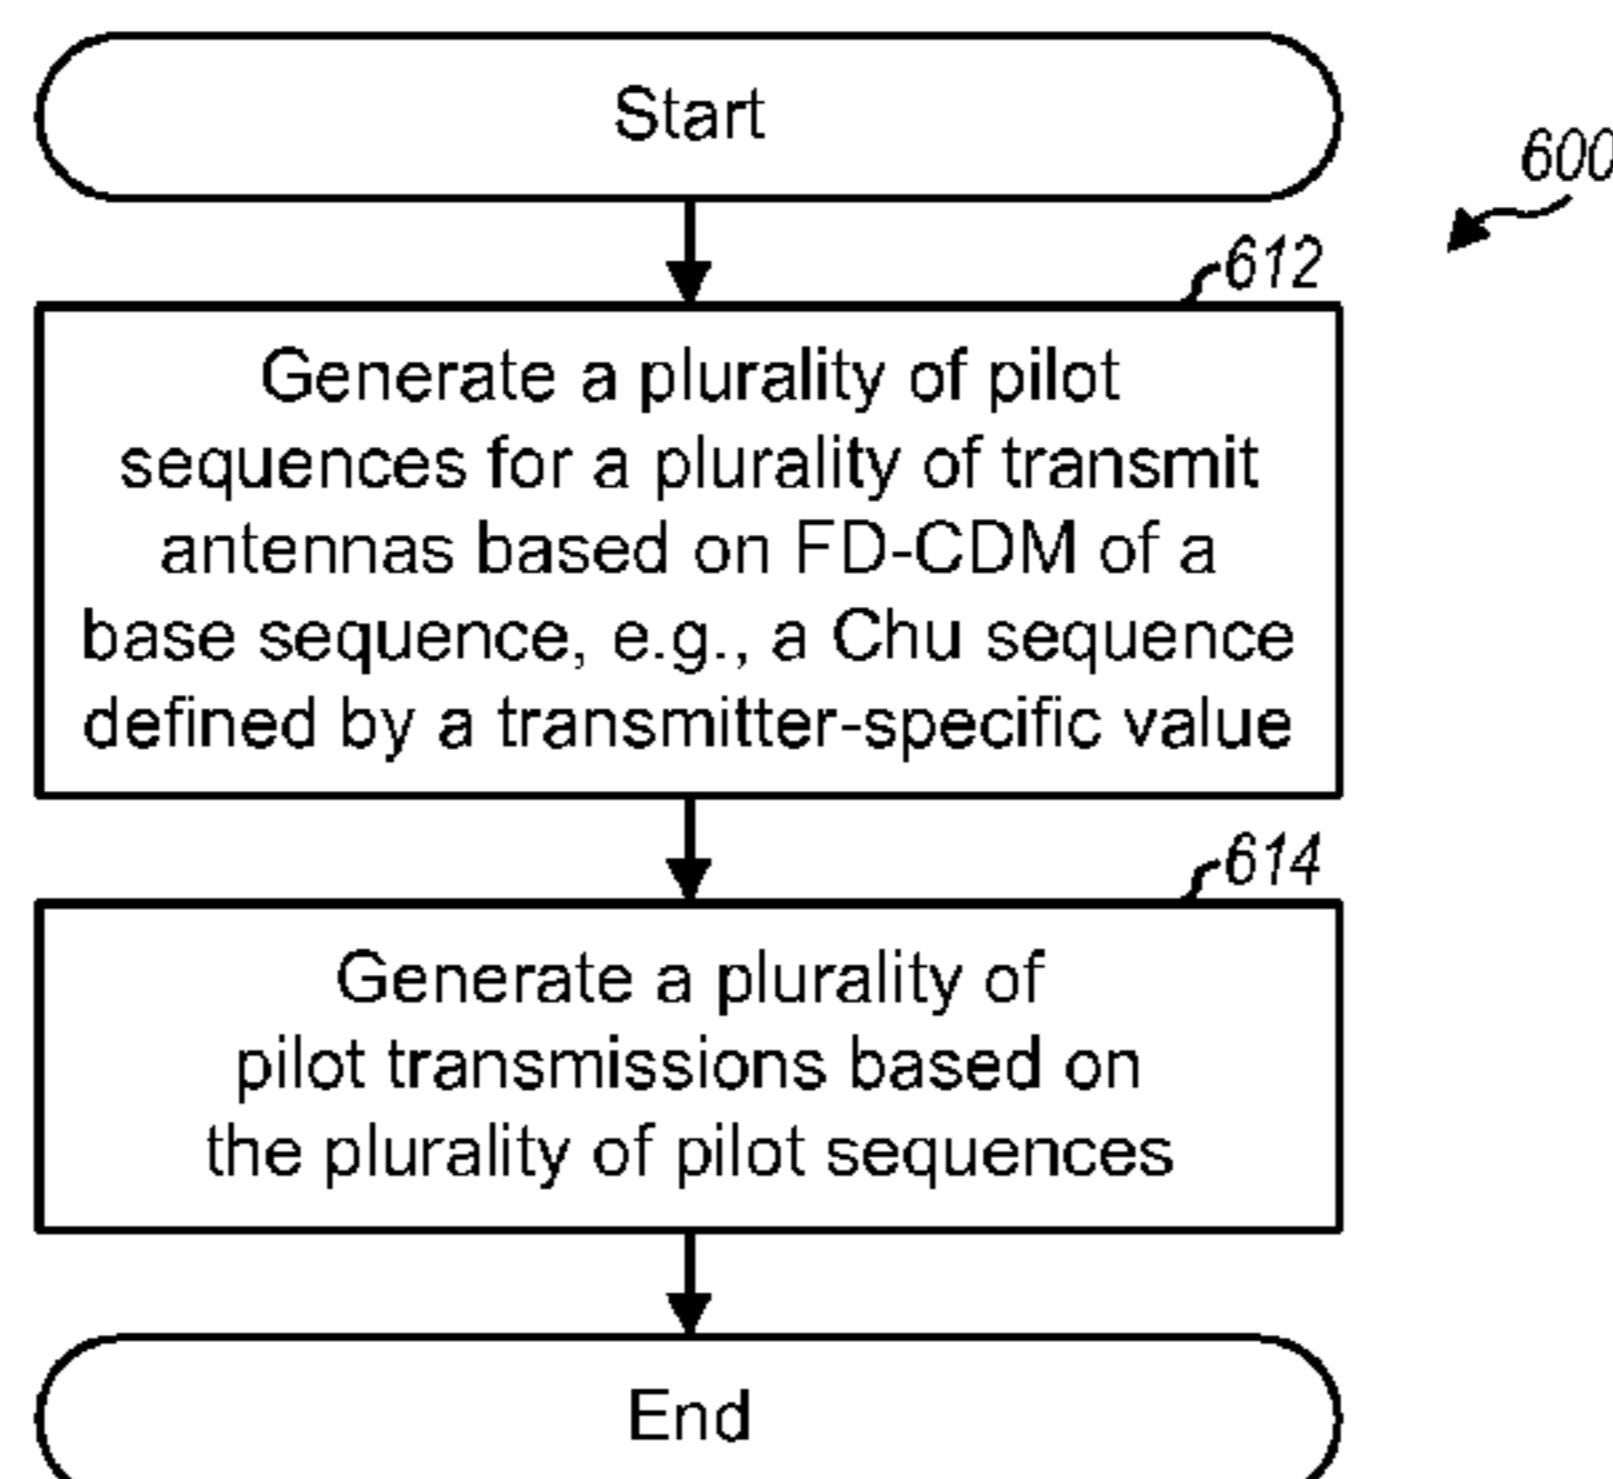 Start
600
612
Generate a plurality of pilot
sequences for a plurality of transmit
antennas based on FD-CDM of a
base sequence, e.g., a Chu sequence
defined by a transmitter-specific value
614
Generate a plurality of
pilot transmissions based on
the plurality of pilot sequences
End